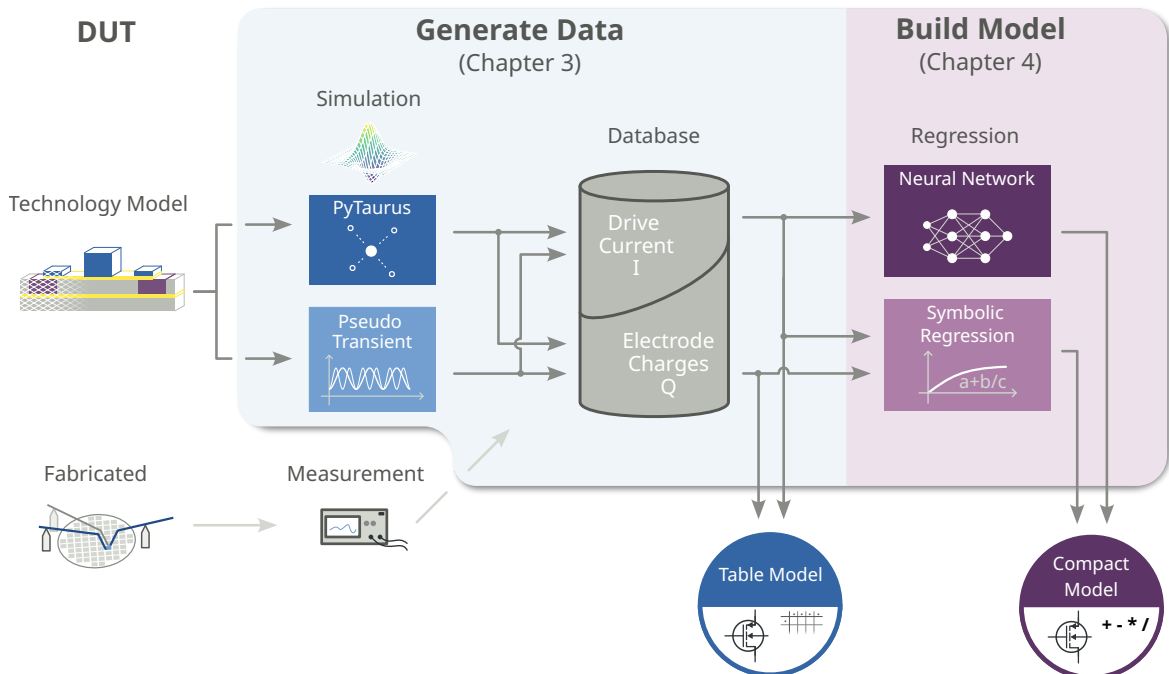 DUT
Generate Data
(Chapter 3)
Build Model
(Chapter 4)
Simulation
Database
Regression
Technology Model
PyTaurus
Pseudo
Transient
Drive
Current
I
Electrode
Charges
Q
Neural Network
Symbolic
Regression
a+b/c
Fabricated
Measurement
Table Model
Compact
Model
+ - * /